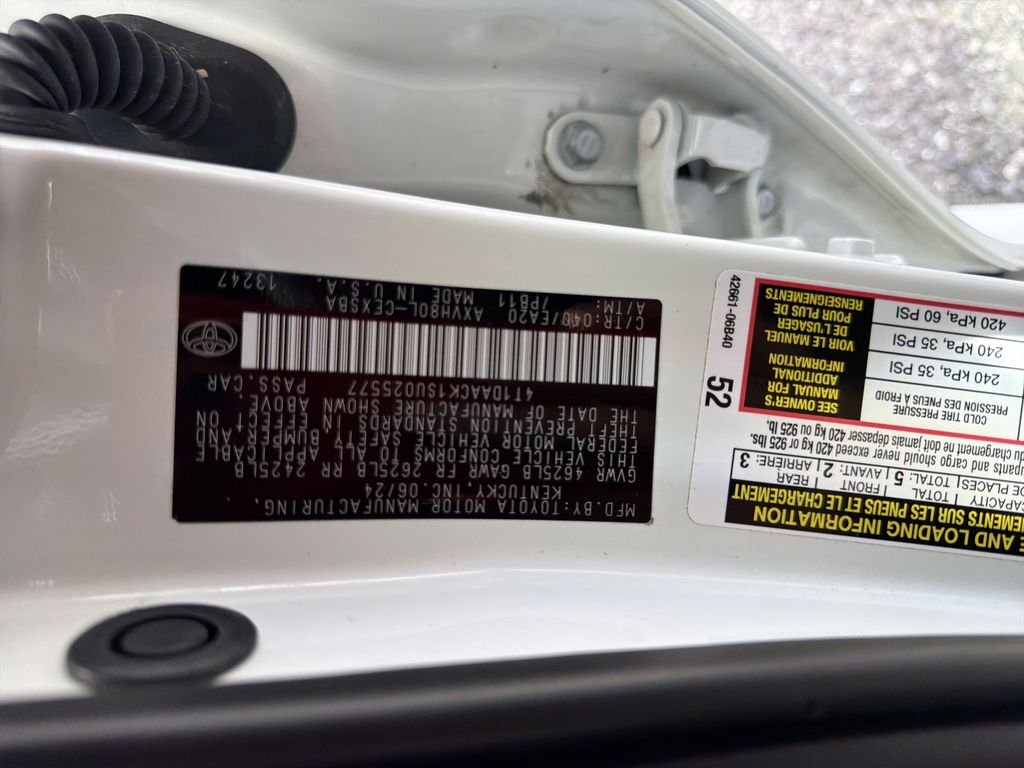 MFD.BY:TOYOTA MOTOR MANUFACTURING,
KENTUCKY,INC.06/24
GVWR 4625LB GAWR FR 2625LB RR 2425LB
THIS VEHICLE CONFORMS TO ALL APPLICABLE
FEDERAL MOTOR VEHICLE SAFETY, BUMPER, AND
THEFT PREVENTION STANDARDS IN EFFECT ON
THE DATE OF MANUFACTURE SHOWN ABOVE.
4T1DAACK1SU025577 PASS.CAR
C/TR:040/EA20 AXVH80L-CEXSBA
A/TM: /PB11 MADE IN U.S.A. 13247
AND LOADING INFORMATION
SUR LES PNEUS ET LE CHARGEMENT
TOTAL FRONT REAR
TOTAL: 5 AVANT: 2 ARRIÈRE: 3
and cargo should never exceed 420 kg or 925 lbs.
du chargement ne doit jamais dépasser 420 kg ou 925 lb.
COLD TIRE PRESSURE
PRESSION DES PNEUS À FROID
240 kPa, 35 PSI
240 kPa, 35 PSI
420 kPa, 60 PSI
SEE OWNER'S
MANUAL FOR
ADDITIONAL
INFORMATION
VOIR LE MANUEL
DE L'USAGER
POUR PLUS DE
RENSEIGNEMENTS
52
42661-06B40